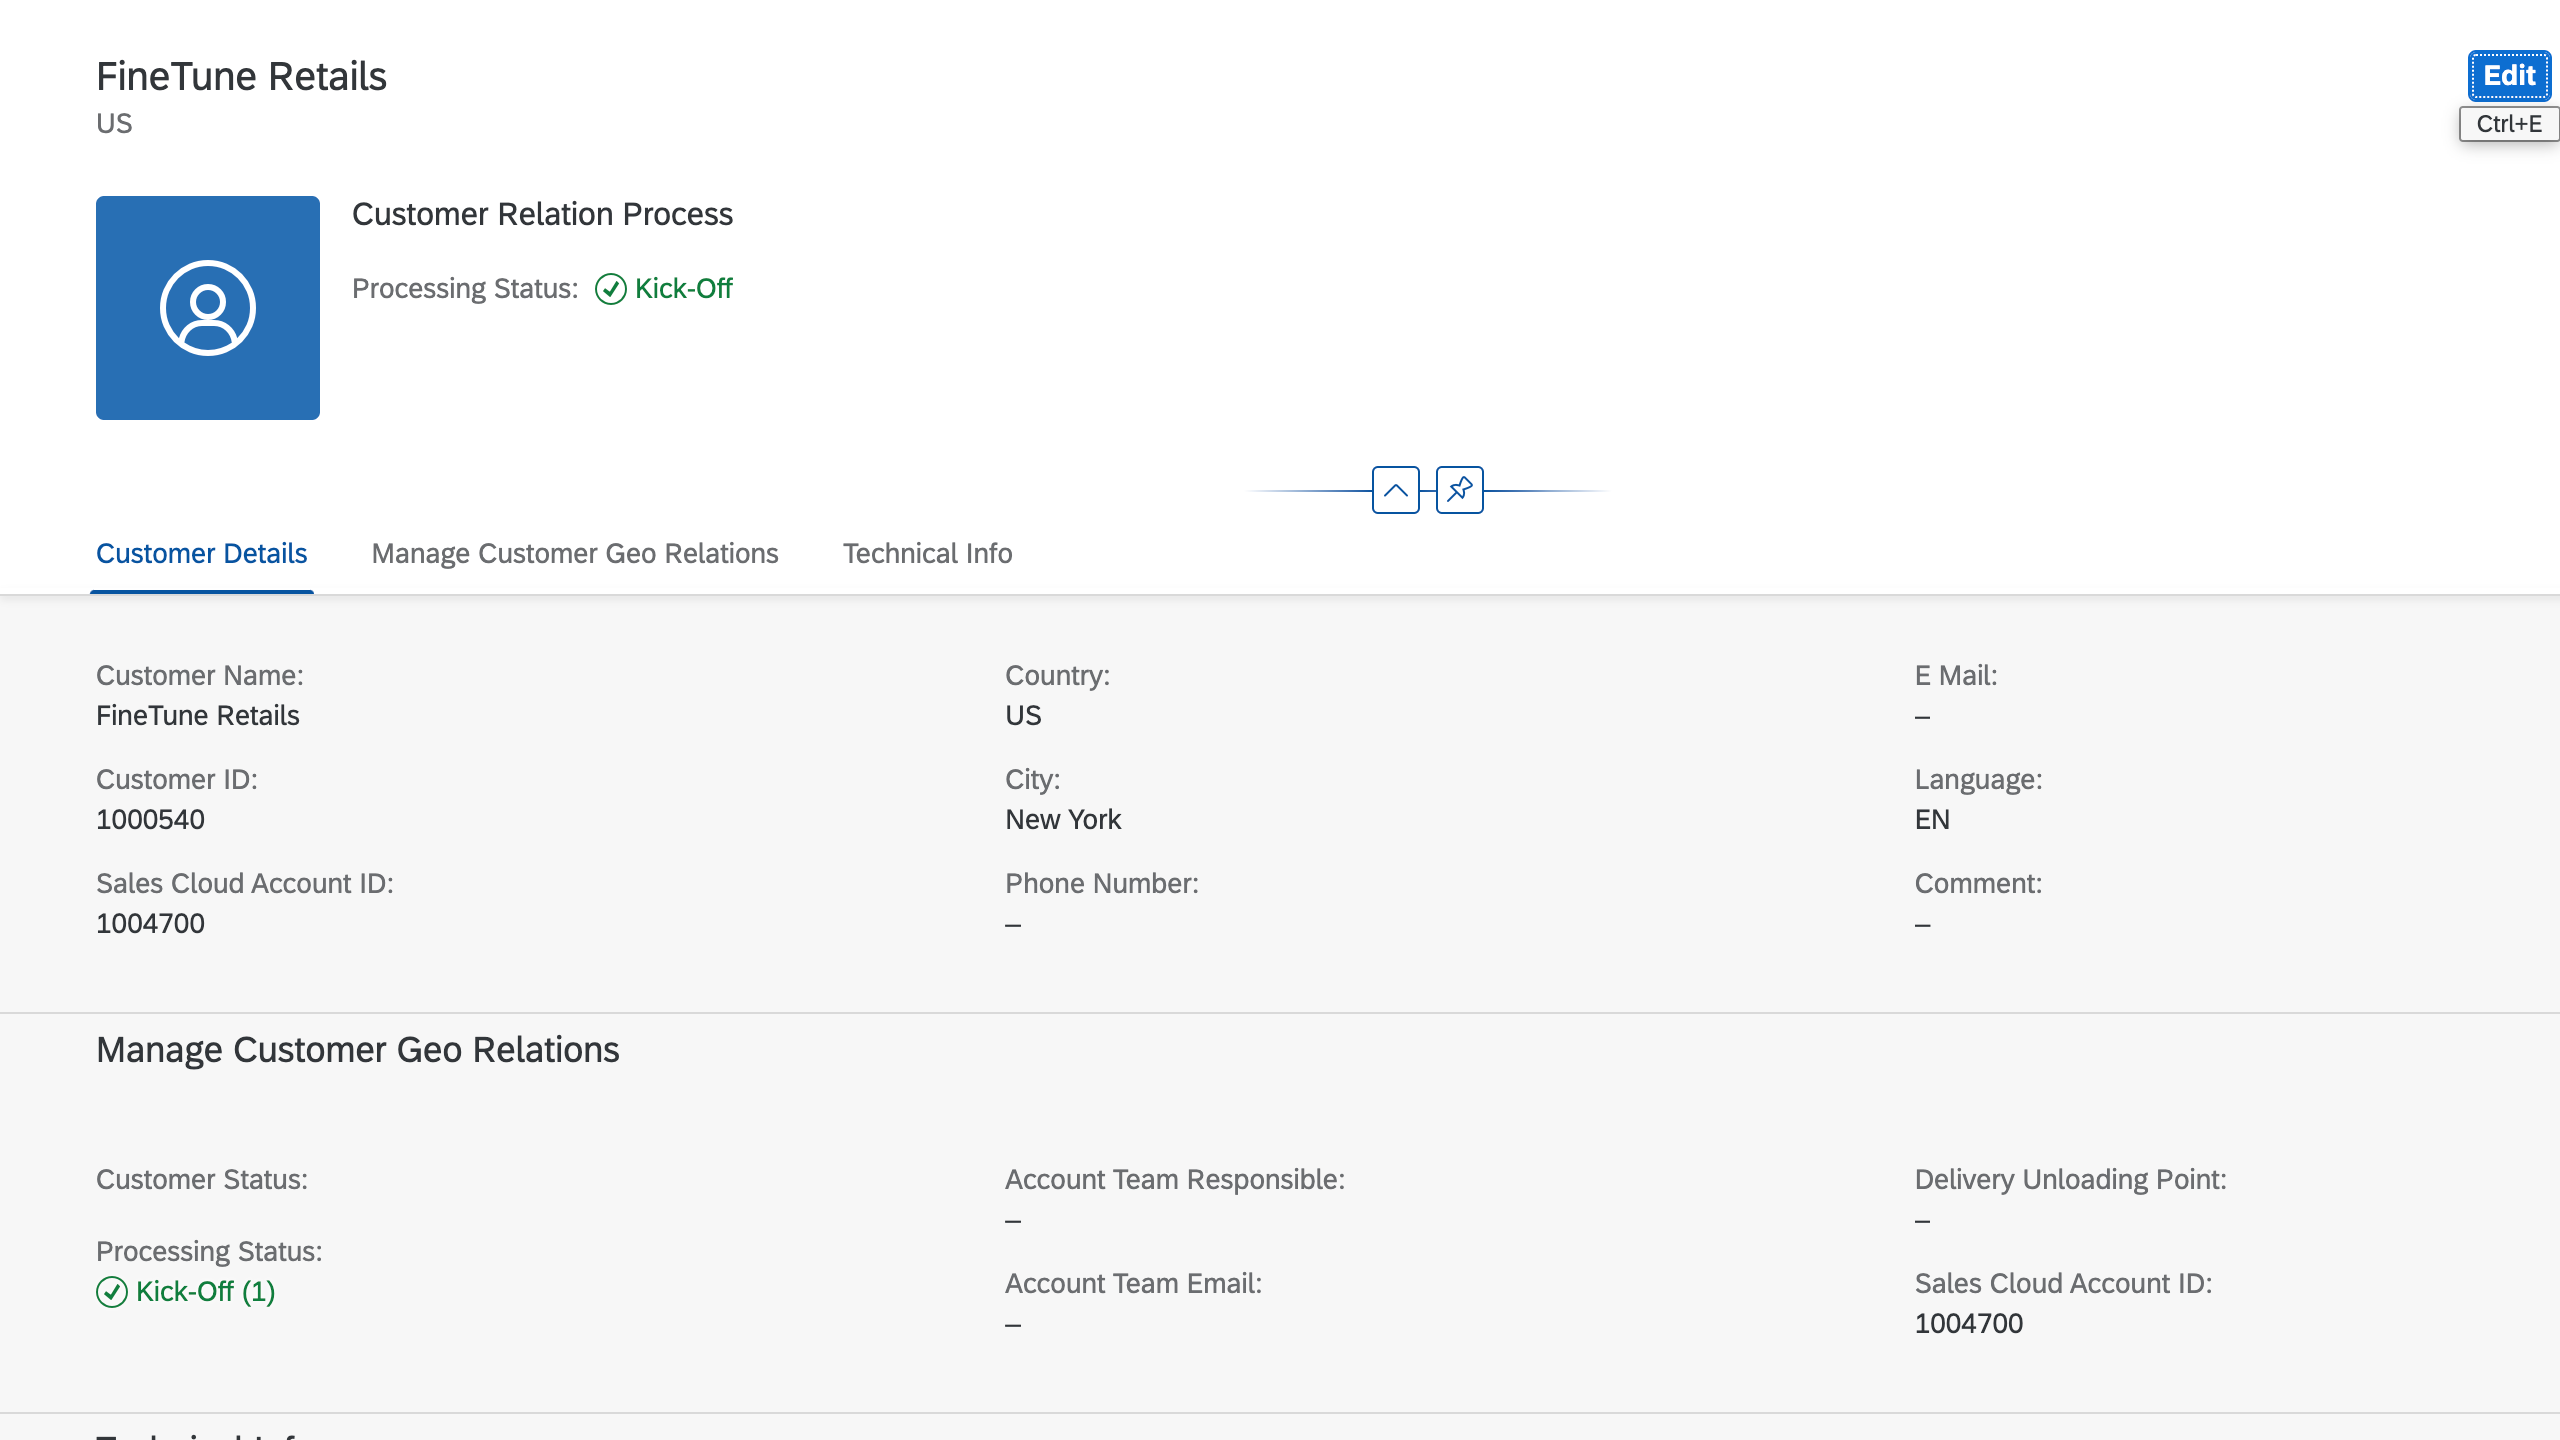 FineTune Retails
US
Edit
Ctrl+E
Customer Relation Process
Processing Status: Kick-Off
Customer Details
Manage Customer Geo Relations
Technical Info
Customer Name:
FineTune Retails
Country:
US
E Mail:
–
Customer ID:
1000540
City:
New York
Language:
EN
Sales Cloud Account ID:
1004700
Phone Number:
–
Comment:
–
Manage Customer Geo Relations
Customer Status:
Account Team Responsible:
–
Delivery Unloading Point:
–
Processing Status:
Kick-Off (1)
Account Team Email:
–
Sales Cloud Account ID:
1004700